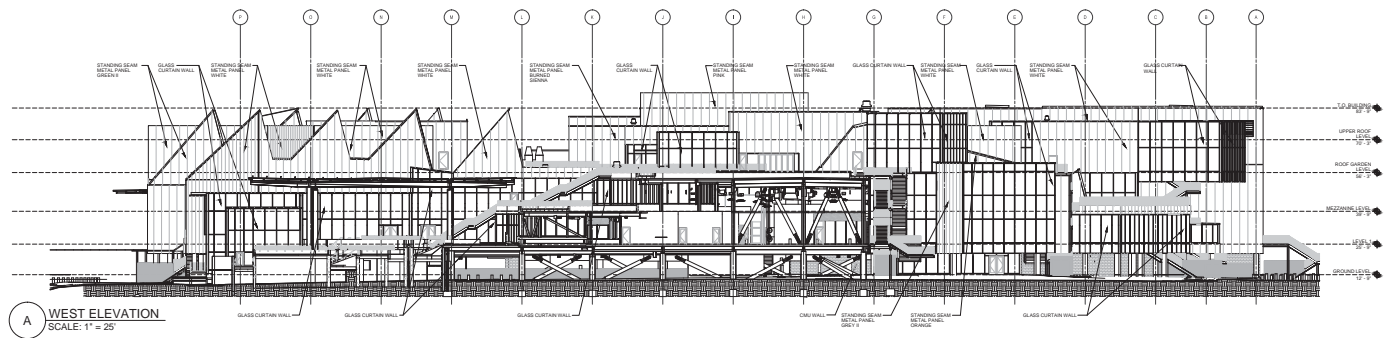 P O N M L K J I H G F E D C B A
STANDING SEAM
METAL PANEL
GREEN II
GLASS
CURTAIN WALL
STANDING SEAM
METAL PANEL
WHITE
STANDING SEAM
METAL PANEL
WHITE
STANDING SEAM
METAL PANEL
WHITE
STANDING SEAM
METAL PANEL
BURNED
SIENNA
GLASS
CURTAIN WALL
STANDING SEAM
METAL PANEL
PINK
STANDING SEAM
METAL PANEL
WHITE
GLASS CURTAIN WALL
STANDING SEAM
METAL PANEL
WHITE
GLASS
CURTAIN WALL
STANDING SEAM
METAL PANEL
WHITE
GLASS CURTAIN
WALL
T.O. BUILDING
UPPER ROOF
LEVEL
70' - 3"
ROOF GARDEN
LEVEL
MEZZANINE LEVEL
LEVEL 1
GROUND LEVEL
12' - 9"
GLASS CURTAIN WALL
GLASS CURTAIN WALL
GLASS CURTAIN WALL
CMU WALL
STANDING SEAM
METAL PANEL
GREY II
STANDING SEAM
METAL PANEL
ORANGE
GLASS CURTAIN WALL
A
WEST ELEVATION
SCALE: 1" = 25'